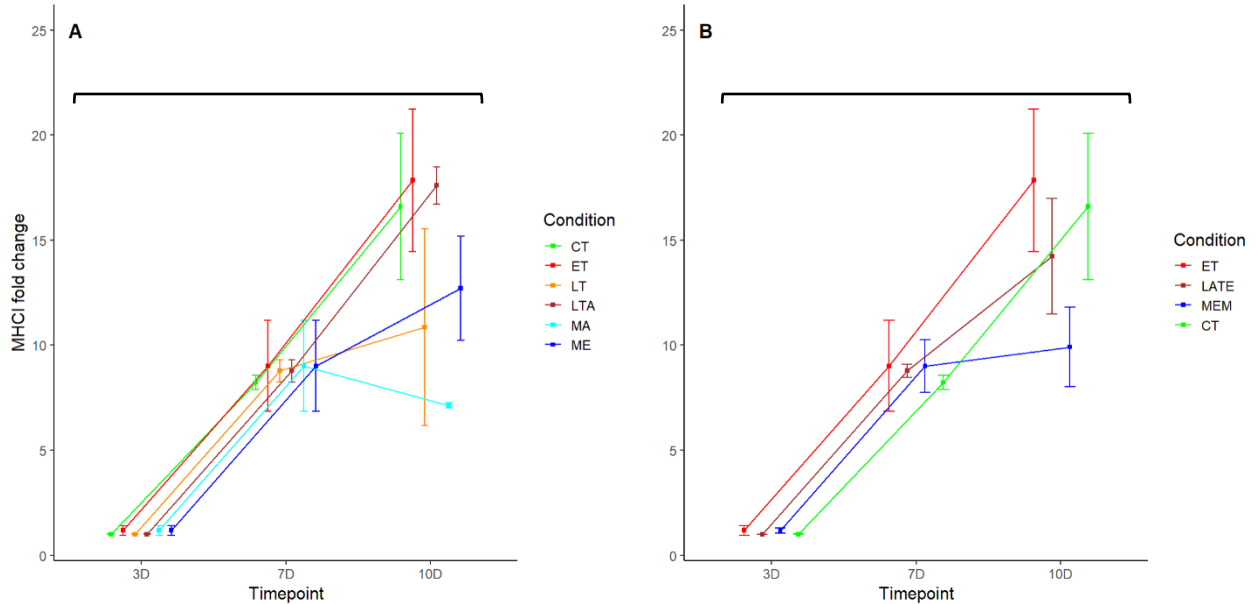 A
MHCI fold change
25
20
15
10
5
0
3D
7D
10D
Timepoint
Condition
CT
ET
LT
LTA
MA
ME
B
25
20
15
10
5
0
3D
7D
10D
Timepoint
Condition
ET
LATE
MEM
CT